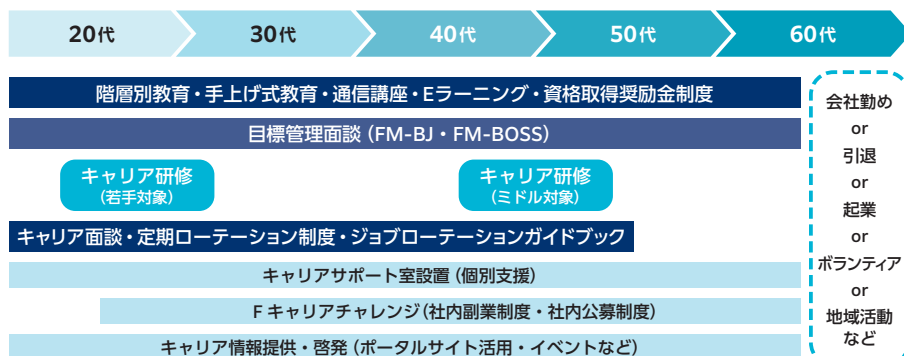 20代
30代
40代
50代
60代
階層別教育・手上げ式教育・通信講座・Eラーニング・資格取得奨励金制度
目標管理面談（FM-BJ・FM-BOSS）
キャリア研修
（若手対象）
キャリア研修
（ミドル対象）
キャリア面談・定期ローテーション制度・ジョブローテーションガイドブック
キャリアサポート室設置（個別支援）
Fキャリアチャレンジ（社内副業制度・社内公募制度）
キャリア情報提供・啓発（ポータルサイト活用・イベントなど）
会社勤め
or
引退
or
起業
or
ボランティア
or
地域活動
など